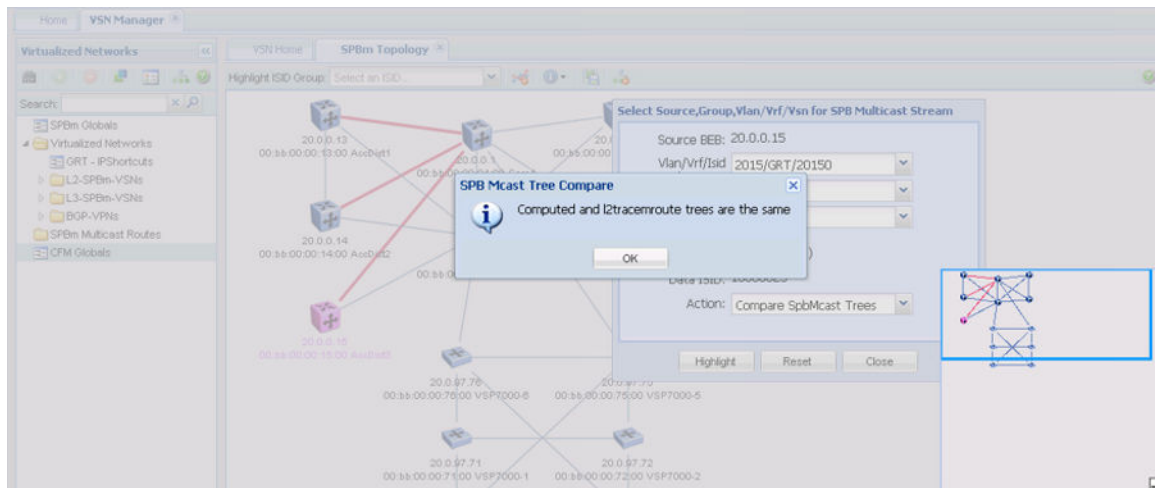 Home
VSN Manager
Virtualized Networks
VSN Home
SPBm Topology
Highlight ISID Group: Select an ISID...
Search:
SPBm Globals
Virtualized Networks
GRT - IPShortcuts
L2-SPBm-VSNs
L3-SPBm-VSNs
BGP-VPNs
SPBm Multicast Routes
CFM Globals
20.0.0.13
00:bb:00:00:13:00 AccDist1
20.0.0.1
20.0.0.14
00:bb:00:00:14:00 AccDist2
20.0.0.15
00:bb:00:00:15:00 AccDist3
Select Source,Group,Vlan/Vrf/Vsn for SPB Multicast Stream
Source BEB: 20.0.0.15
Vlan/Vrf/Isid 2015/GRT/20150
SPB Mcast Tree Compare
Computed and l2tracemroute trees are the same
OK
Data ISID:
Action: Compare SpbMcast Trees
Highlight
Reset
Close
20.0.97.76
00:bb:00:00:76:00 VSP7000-6
00:bb:00:00:75:00 VSP7000-5
20.0.97.71
00:bb:00:00:71:00 VSP7000-1
20.0.97.72
00:bb:00:00:72:00 VSP7000-2